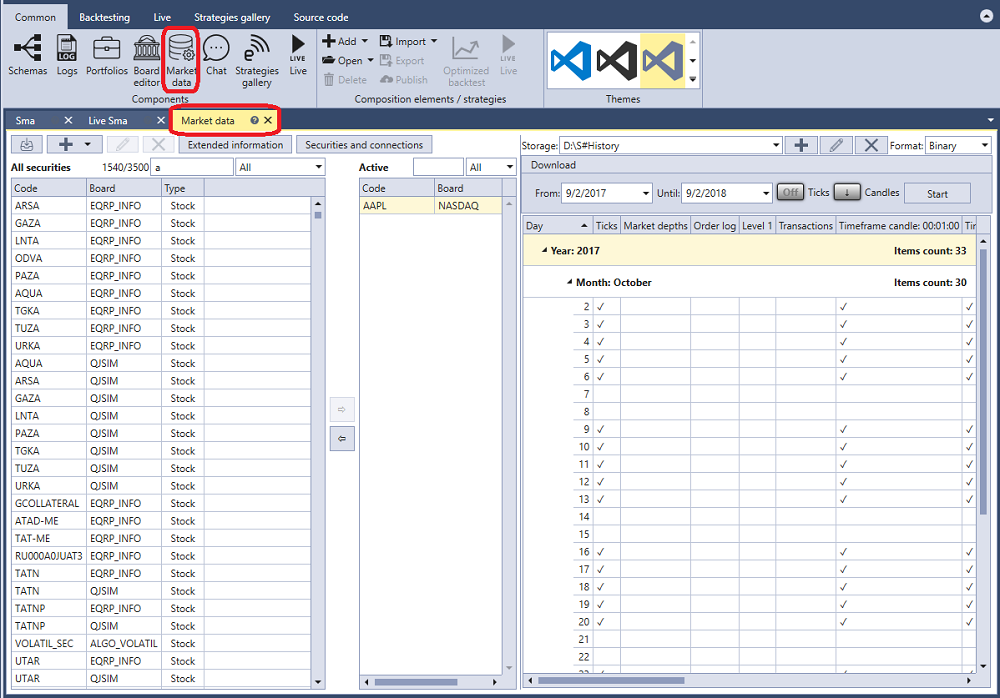 Common Backtesting Live Strategies gallery Source code
Schemas Logs Portfolios Board editor Market data Chat Strategies gallery LIVE Live
Add Import
Open Export
Delete Publish
Optimized backtest LIVE Live
Components Composition elements / strategies Themes
Sma Live Sma Market data
Extended information Securities and connections
Storage: D:\S#History Format: Binary
All securities 1540/3500 a All Active All
Download
From: 9/2/2017 Until: 9/2/2018 Off Ticks Candles Start
Code Board Type
ARSA EQRP_INFO Stock
GAZA EQRP_INFO Stock
LNTA EQRP_INFO Stock
ODVA EQRP_INFO Stock
PAZA EQRP_INFO Stock
AQUA EQRP_INFO Stock
TGKA EQRP_INFO Stock
TUZA EQRP_INFO Stock
URKA EQRP_INFO Stock
AQUA QJSIM Stock
ARSA QJSIM Stock
GAZA QJSIM Stock
LNTA QJSIM Stock
PAZA QJSIM Stock
TGKA QJSIM Stock
TUZA QJSIM Stock
URKA QJSIM Stock
GCOLLATERAL EQRP_INFO Stock
ATAD-ME EQRP_INFO Stock
TAT-ME EQRP_INFO Stock
RU000A0JUAT3 EQRP_INFO Stock
TATN EQRP_INFO Stock
TATN QJSIM Stock
TATNP EQRP_INFO Stock
TATNP QJSIM Stock
VOLATIL_SEC ALGO_VOLATIL Stock
UTAR EQRP_INFO Stock
UTAR QJSIM Stock
Code Board
AAPL NASDAQ
Day Ticks Market depths Order log Level 1 Transactions Timeframe candle: 00:01:00
Year: 2017 Items count: 33
Month: October Items count: 30
2 ✓ ✓ ✓
3 ✓ ✓ ✓
4 ✓ ✓ ✓
5 ✓ ✓ ✓
6 ✓ ✓ ✓
7
8
9 ✓ ✓ ✓
10 ✓ ✓ ✓
11 ✓ ✓ ✓
12 ✓ ✓ ✓
13 ✓ ✓ ✓
14
15
16 ✓ ✓ ✓
17 ✓ ✓ ✓
18 ✓ ✓ ✓
19 ✓ ✓ ✓
20 ✓ ✓ ✓
21
22